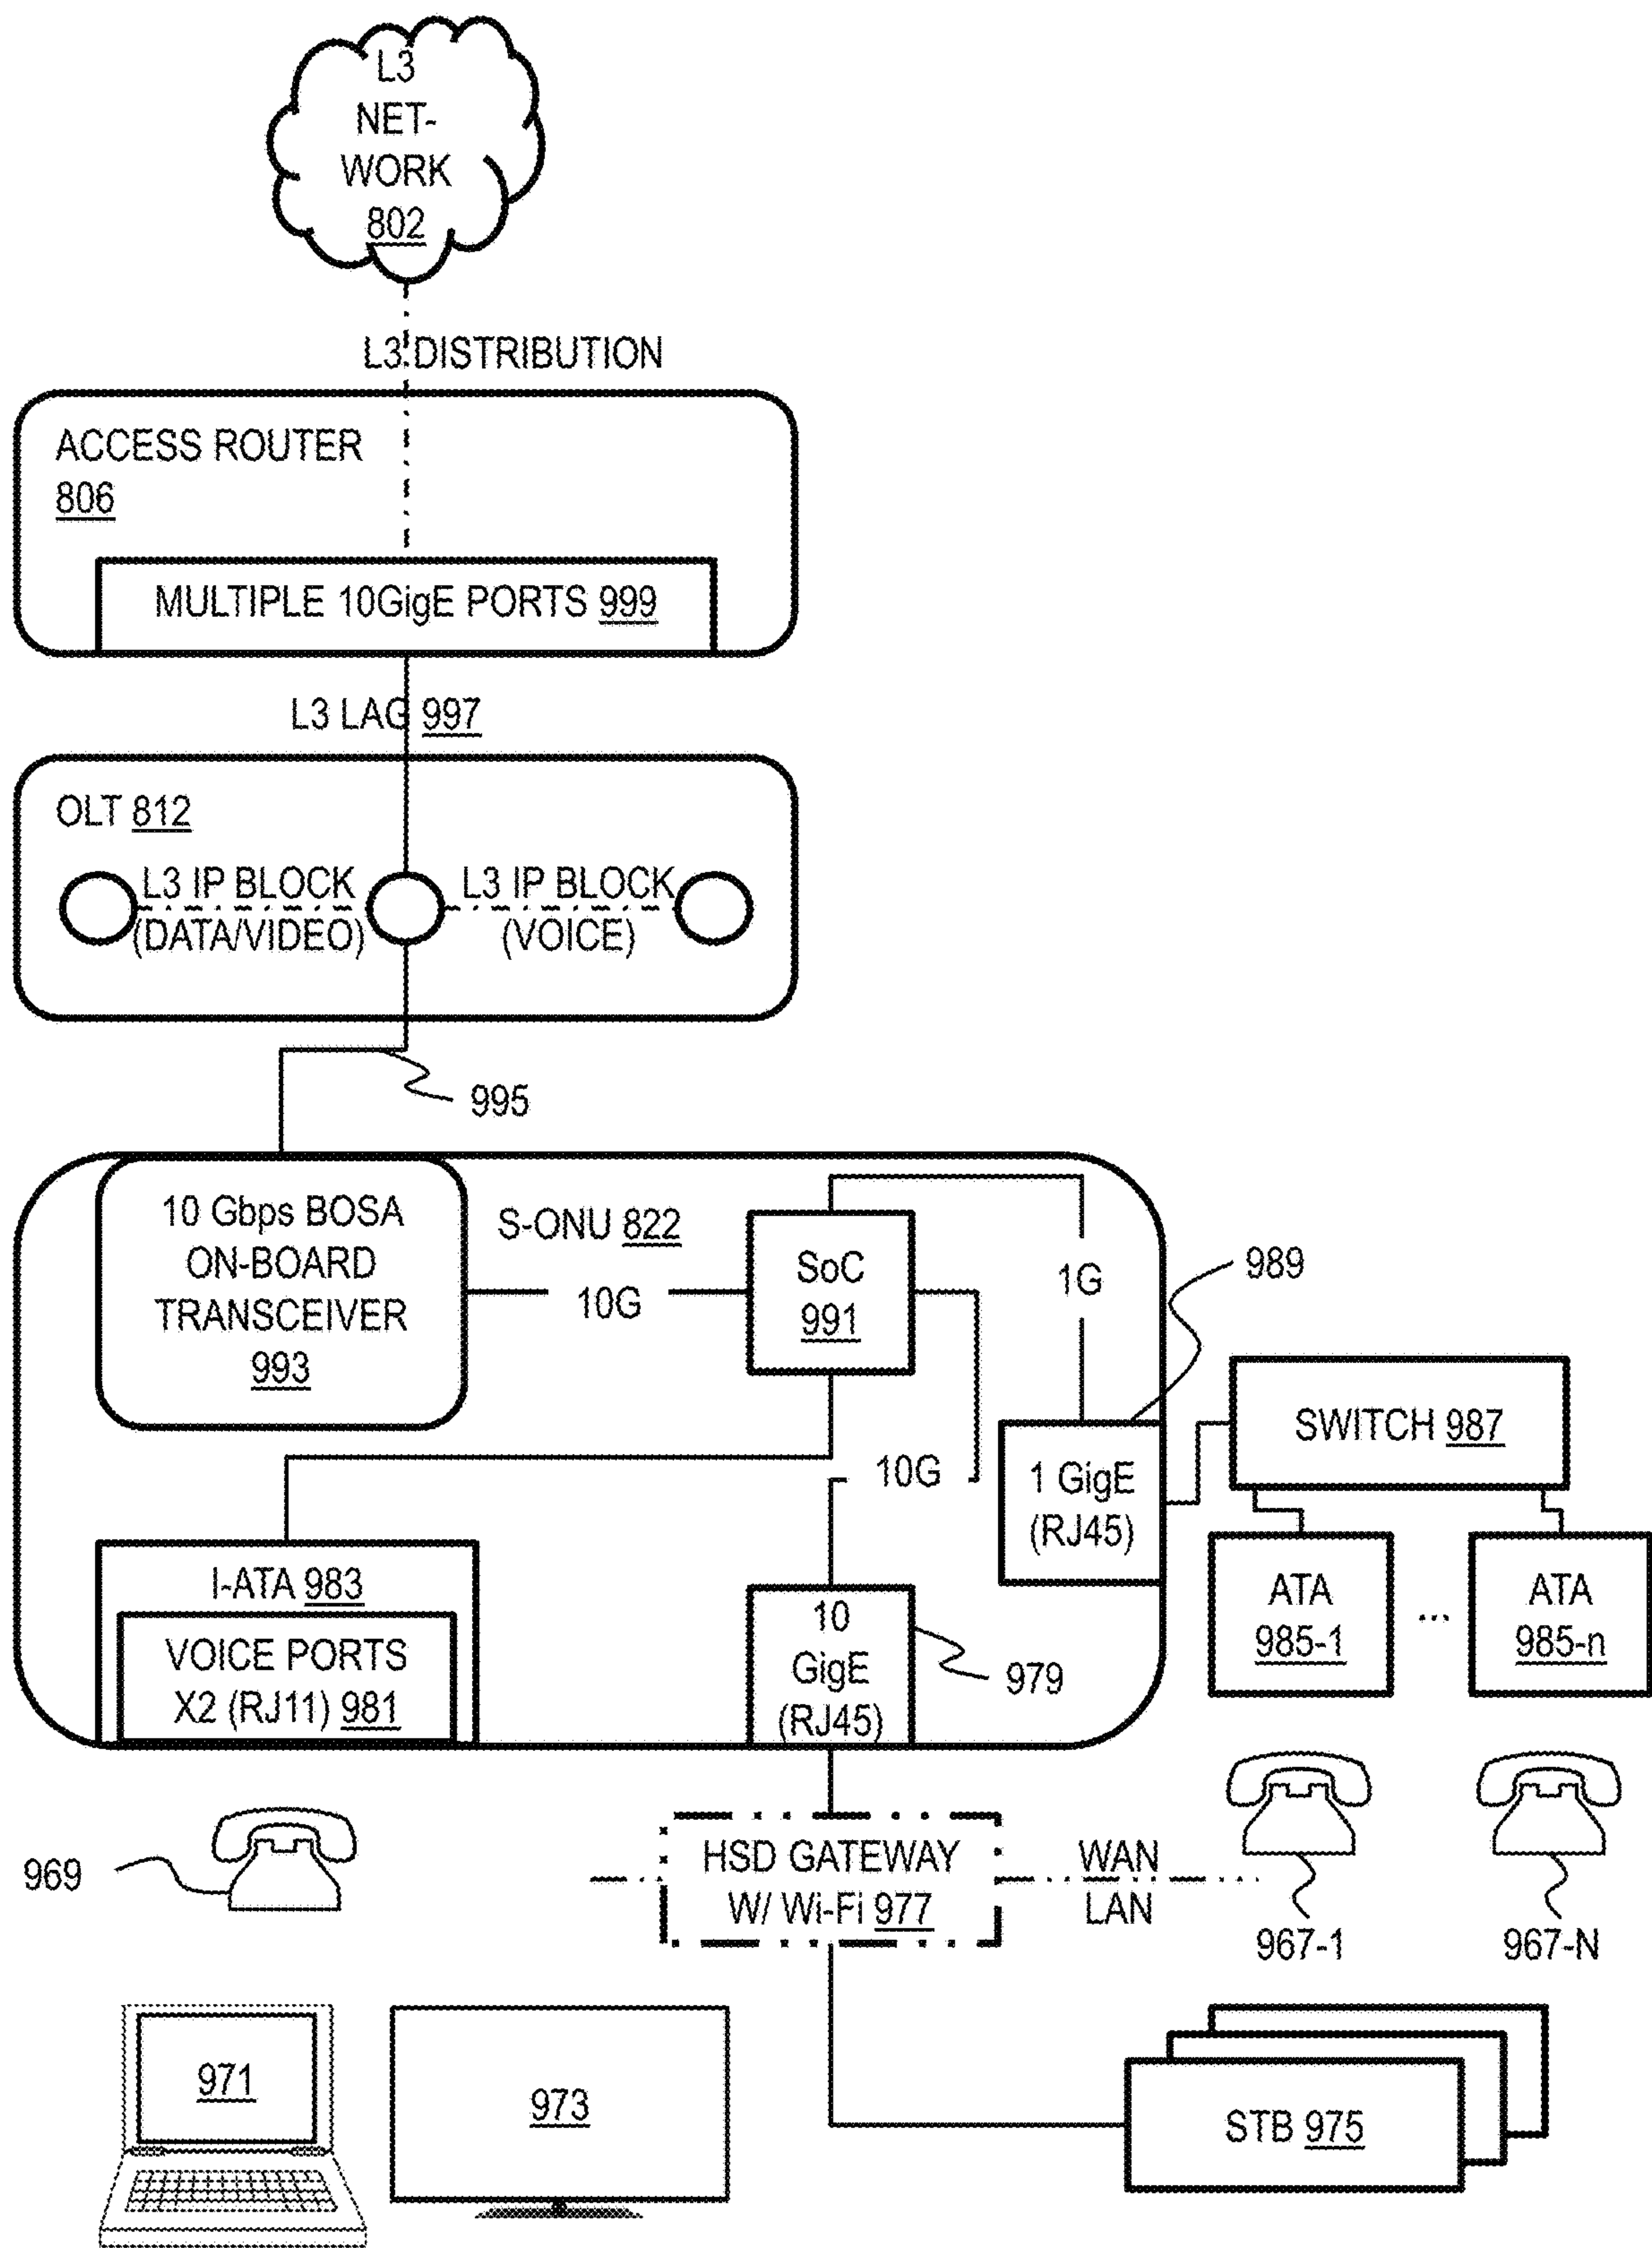 L3
NET-
WORK
802
L3 DISTRIBUTION
ACCESS ROUTER
806
MULTIPLE 10GigE PORTS 999
L3 LAG 997
OLT 812
L3 IP BLOCK
(DATA/VIDEO)
L3 IP BLOCK
(VOICE)
995
10 Gbps BOSA
ON-BOARD
TRANSCEIVER
993
S-ONU 822
10G
SoC
991
1G
989
10G
1 GigE
(RJ45)
SWITCH 987
ATA
985-1
...
ATA
985-n
I-ATA 983
VOICE PORTS
X2 (RJ11) 981
10
GigE
(RJ45)
979
969
HSD GATEWAY
W/ Wi-Fi 977
WAN
LAN
967-1
967-N
971
973
STB 975